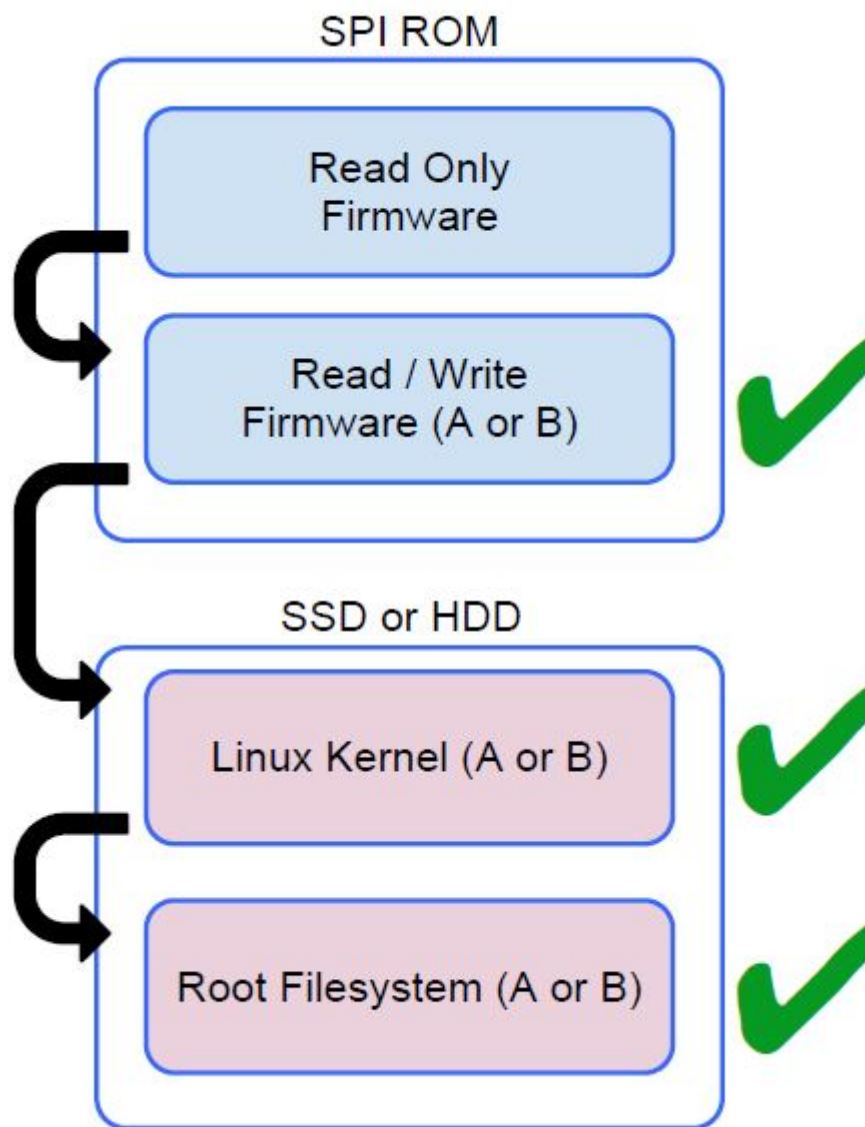 SPI ROM
Read Only
Firmware
Read / Write
Firmware (A or B)
SSD or HDD
Linux Kernel (A or B)
Root Filesystem (A or B)